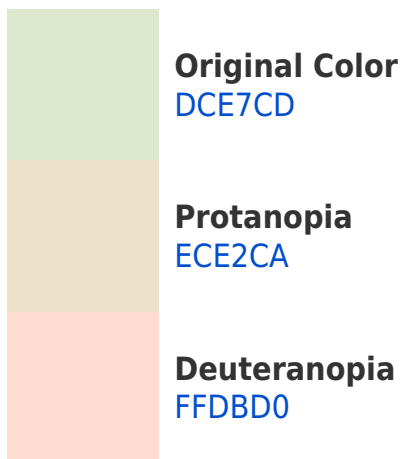 Original Color
DCE7CD
Protanopia
ECE2CA
Deuteranopia
FFDBD0